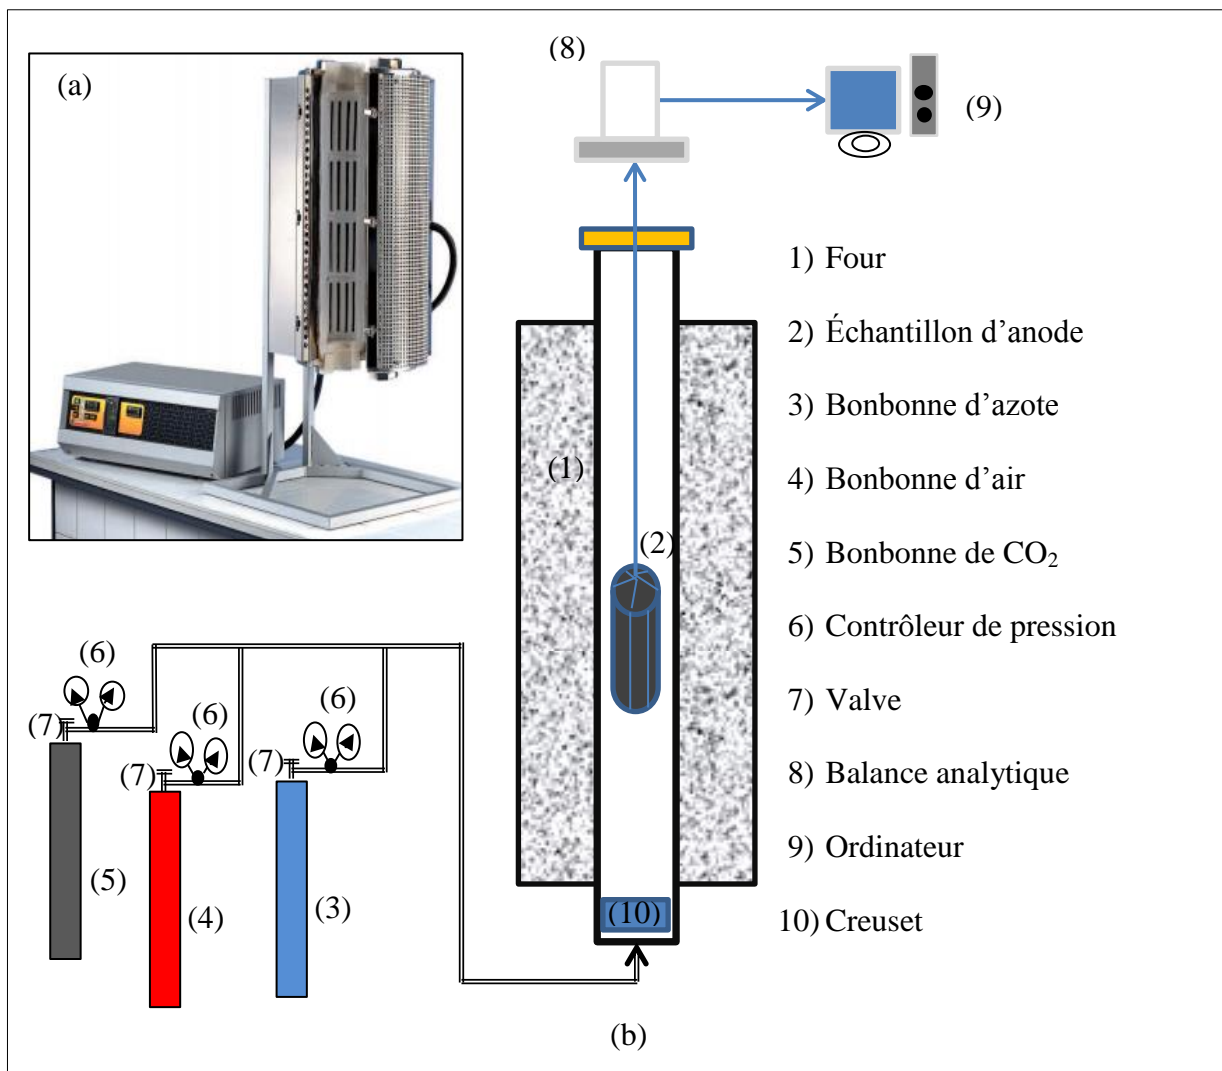 (a)
(8)
(9)
1) Four
2) Échantillon d'anode
3) Bonbonne d'azote
4) Bonbonne d'air
5) Bonbonne de CO₂
6) Contrôleur de pression
7) Valve
8) Balance analytique
9) Ordinateur
10) Creuset
(1)
(2)
(6)
(7)
(6)
(7)
(6)
(7)
(5)
(4)
(3)
(10)
(b)